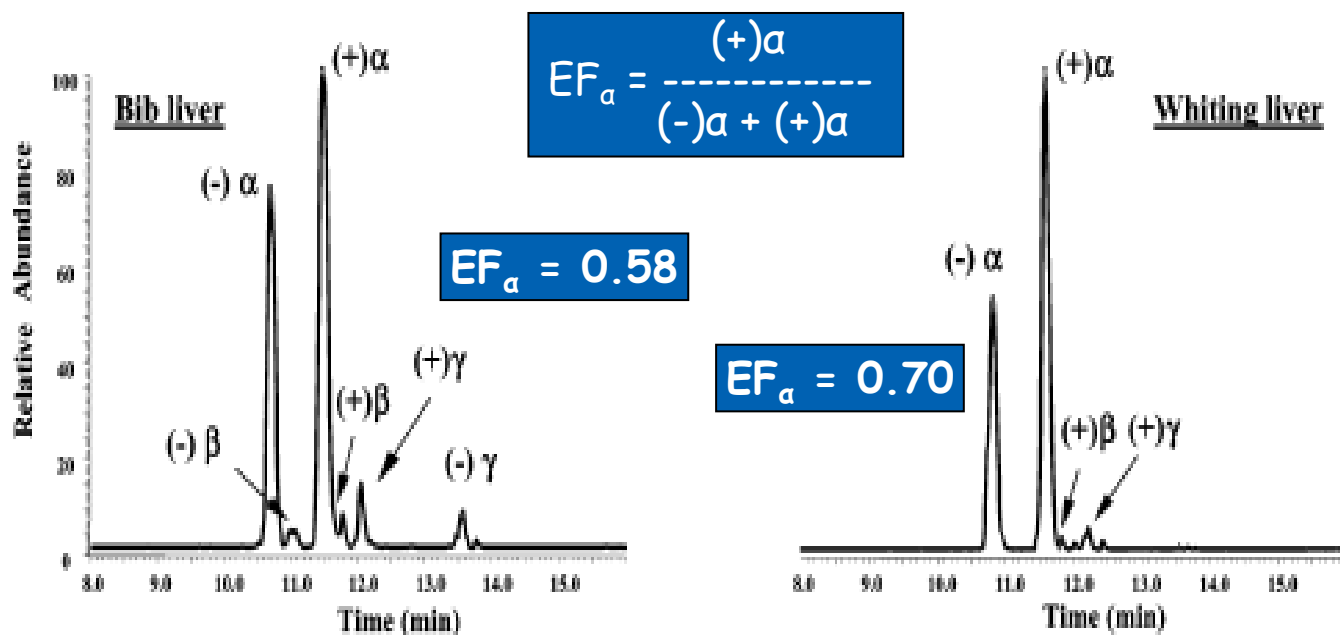 (+)α
EFα = ------------
(-)α + (+)α
Bib liver
(+)α
(-) α
(-) β
(+)β
(+)γ
(-) γ
EFα = 0.58
Relative Abundance
100
80
60
40
20
0
8.0 9.0 10.0 11.0 12.0 13.0 14.0 15.0
Time (min)
Whiting liver
(+)α
(-) α
EFα = 0.70
(+)β (+)γ
8.0 9.0 10.0 11.0 12.0 13.0 14.0 15.0
Time (min)